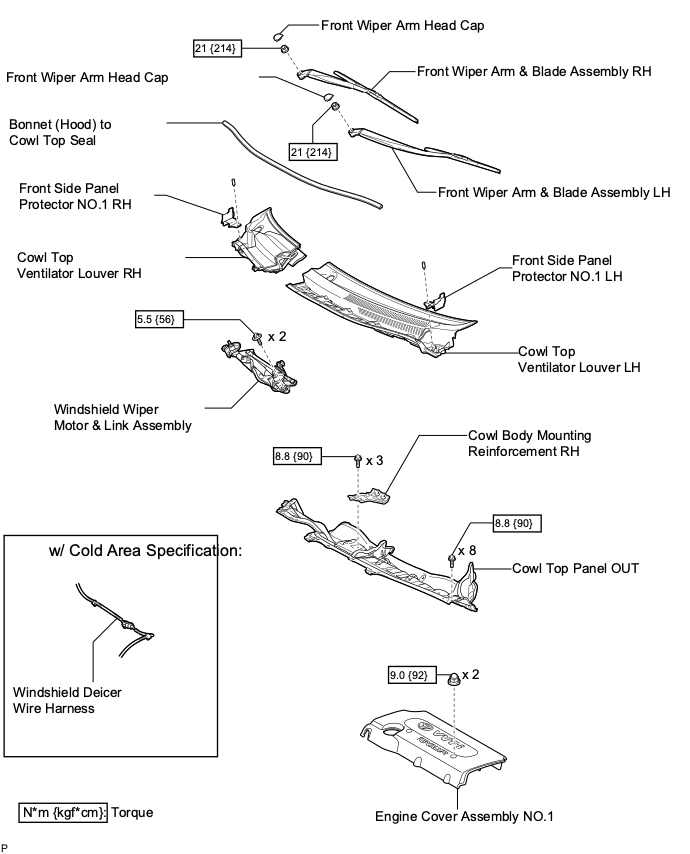 Front Wiper Arm Head Cap
21 {214}
Front Wiper Arm & Blade Assembly RH
Front Wiper Arm Head Cap
Bonnet (Hood) to
Cowl Top Seal
21 {214}
Front Wiper Arm & Blade Assembly LH
Front Side Panel
Protector NO.1 RH
Cowl Top
Ventilator Louver RH
Front Side Panel
Protector NO.1 LH
5.5 {56}
x 2
Cowl Top
Ventilator Louver LH
Windshield Wiper
Motor & Link Assembly
Cowl Body Mounting
Reinforcement RH
8.8 {90}
x 3
8.8 {90}
x 8
w/ Cold Area Specification:
Cowl Top Panel OUT
Windshield Deicer
Wire Harness
9.0 {92}
x 2
VVT-i
Engine Cover Assembly NO.1
N*m {kgf*cm}: Torque
P